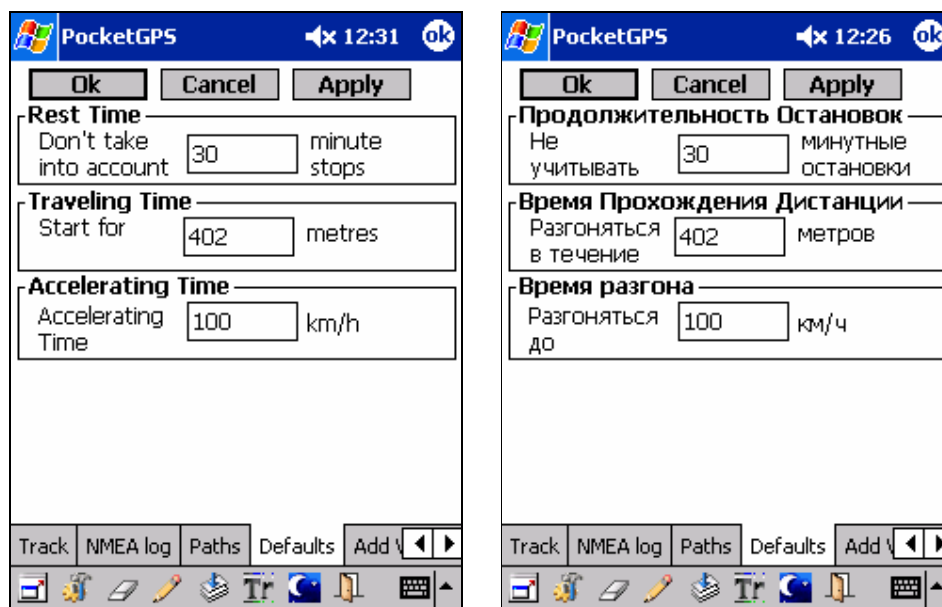 PocketGPS 12:31 ok
Ok Cancel Apply
Rest Time
Don't take into account 30 minute stops
Traveling Time
Start for 402 metres
Accelerating Time
Accelerating Time 100 km/h
Track NMEA log Paths Defaults Add
Tr
PocketGPS 12:26 ok
Ok Cancel Apply
Продолжительность Остановок
Не учитывать 30 минутные остановки
Время Прохождения Дистанции
Разгоняться в течение 402 метров
Время разгона
Разгоняться до 100 км/ч
Track NMEA log Paths Defaults Add
Tr